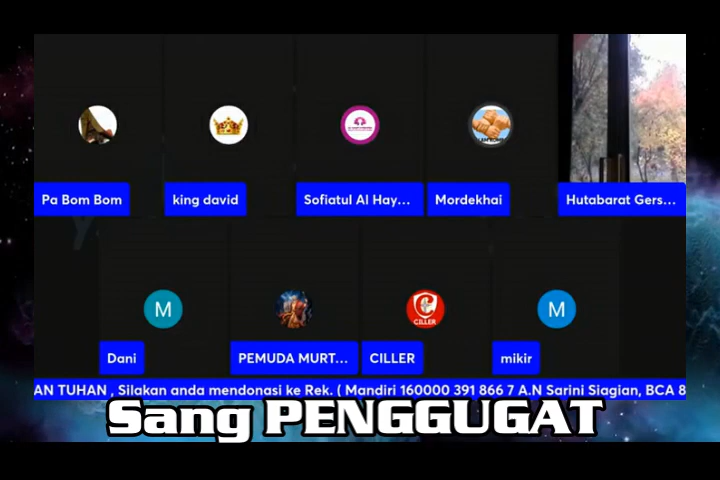 Pa Bom Bom
king david
Sofiatul Al Hay...
Mordekhai
Hutabarat Gers...
M
CILLER
M
Dani
PEMUDA MURT...
CILLER
mikir
AN TUHAN , Silakan anda mendonasi ke Rek. ( Mandiri 160000 391 866 7 A.N Sarini Siagian, BCA 8
Sang PENGGUGAT